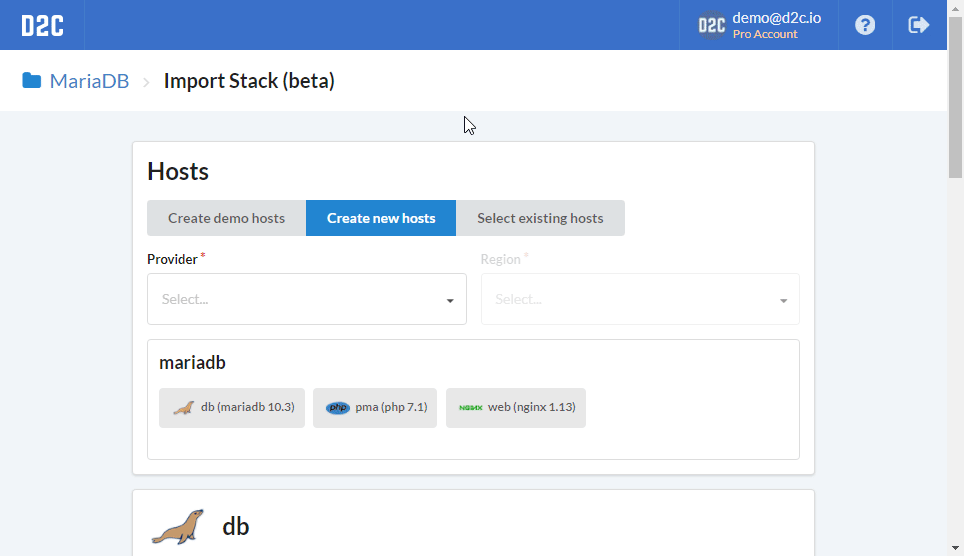 D2C
D2C demo@d2c.io
Pro Account
?
MariaDB Import Stack (beta)
Hosts
Create demo hosts Create new hosts Select existing hosts
Provider * Region *
Select... Select...
mariadb
db (mariadb 10.3) php pma (php 7.1) NGINX web (nginx 1.13)
db